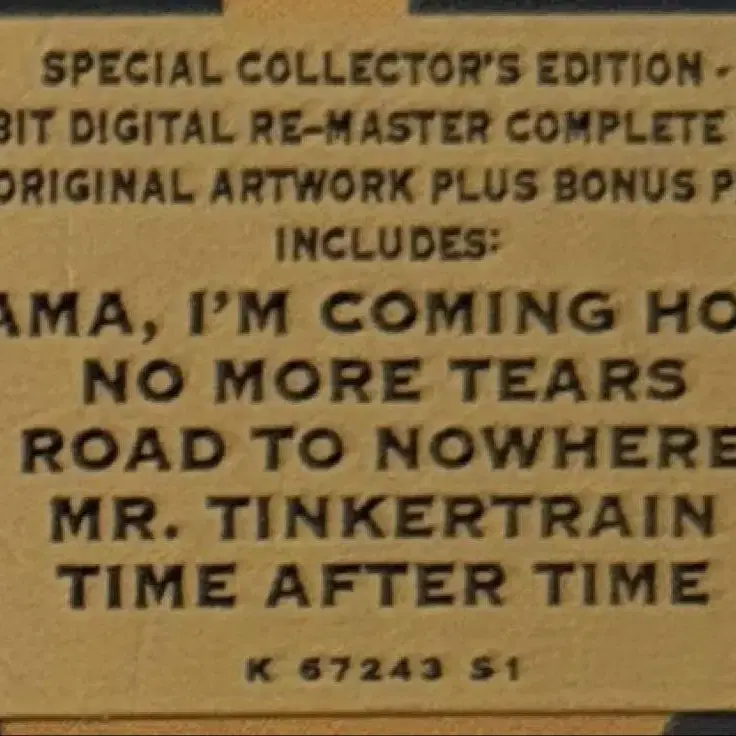 SPECIAL COLLECTOR'S EDITION -
BIT DIGITAL RE-MASTER COMPLETE
ORIGINAL ARTWORK PLUS BONUS
INCLUDES:
AMA, I'M COMING HO
NO MORE TEARS
ROAD TO NOWHERE
MR. TINKERTRAIN
TIME AFTER TIME
K 67243 S1